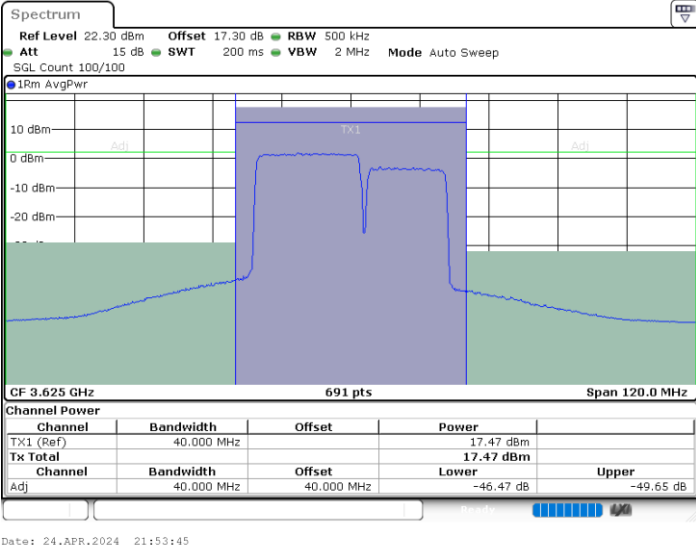 Spectrum
Ref Level 22.30 dBm Offset 17.30 dB RBW 500 kHz
Att 15 dB SWT 200 ms VBW 2 MHz Mode Auto Sweep
SGL Count 100/100
1Rm AvgPwr
10 dBm
TX1
Adj Adj
0 dBm
-10 dBm
-20 dBm
CF 3.625 GHz 691 pts Span 120.0 MHz
Channel Power
Channel Bandwidth Offset Power
TX1 (Ref) 40.000 MHz 17.47 dBm
Tx Total 17.47 dBm
Channel Bandwidth Offset Lower Upper
Adj 40.000 MHz 40.000 MHz -46.47 dB -49.65 dB
Ready
Date: 24.APR.2024 21:53:45